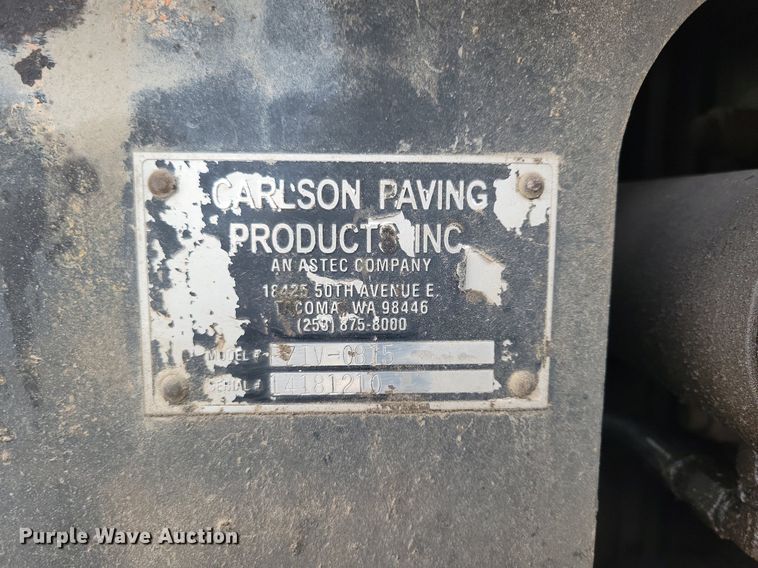 CARLSON PAVING
PRODUCTS INC.
AN ASTEC COMPANY
18425 50TH AVENUE E.
TACOMA, WA 98446
(253) 875-8000
MODEL #
SERIAL # 14181210
Purple Wave Auction®